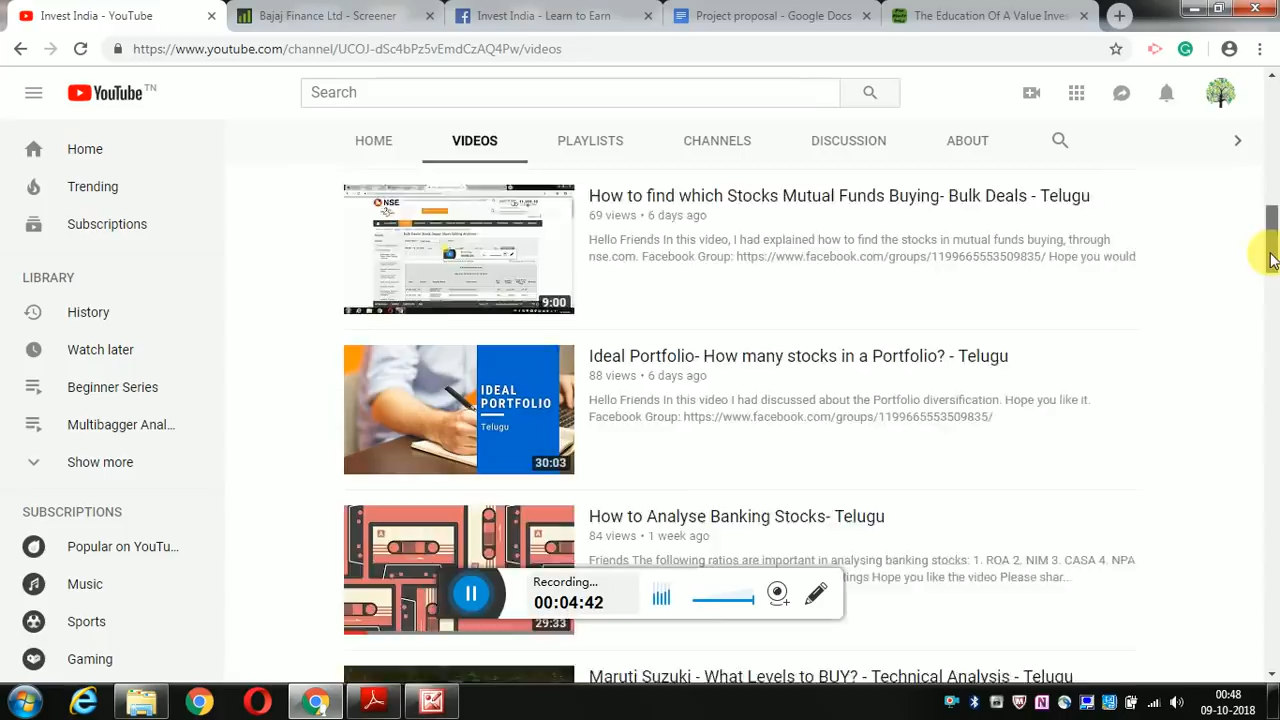 Invest India - YouTube
Bajaj Finance Ltd - Screener
Invest India - Learn to Earn
Project proposal - Google Docs
The Education Of A Value Inves
https://www.youtube.com/channel/UCOJ-dSc4bPz5vEmdCzAQ4Pw/videos
YouTube TN
Search
HOME
VIDEOS
PLAYLISTS
CHANNELS
DISCUSSION
ABOUT
Home
Trending
Subscriptions
LIBRARY
History
Watch later
Beginner Series
Multibagger Anal...
Show more
SUBSCRIPTIONS
Popular on YouTu...
Music
Sports
Gaming
NSE
9:00
How to find which Stocks Mutual Funds Buying- Bulk Deals - Telugu
69 views • 6 days ago
Hello Friends In this video, I had explained to find the stocks in mutual funds buying, though
nse.com. Facebook Group: https://www.facebook.com/groups/1199665553509835/ Hope you would
IDEAL
PORTFOLIO
Telugu
30:03
Ideal Portfolio- How many stocks in a Portfolio? - Telugu
88 views • 6 days ago
Hello Friends In this video I had discussed about the Portfolio diversification. Hope you like it.
Facebook Group: https://www.facebook.com/groups/1199665553509835/
29:33
How to Analyse Banking Stocks- Telugu
84 views • 1 week ago
Friends The following ratios are important in analysing banking stocks: 1. ROA 2. NIM 3. CASA 4. NPA
Hope you like the video Please shar...
Recording...
00:04:42
Maruti Suzuki - What Levels to BUY? - Technical Analysis - Telugu
00:48
09-10-2018